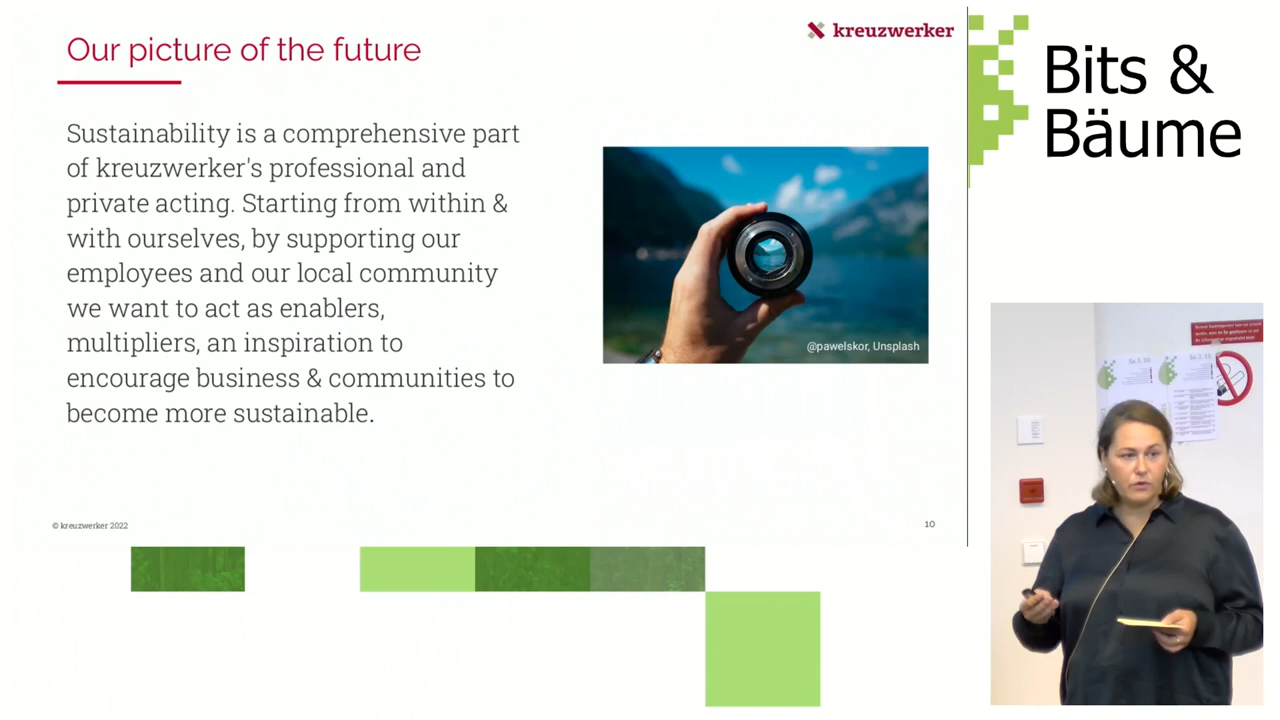 Our picture of the future
kreuzwerker
Sustainability is a comprehensive part
of kreuzwerker's professional and
private acting. Starting from within &
with ourselves, by supporting our
employees and our local community
we want to act as enablers,
multipliers, an inspiration to
encourage business & communities to
become more sustainable.
@pawelskor, Unsplash
© kreuzwerker 2022
10
Bits &
Bäume